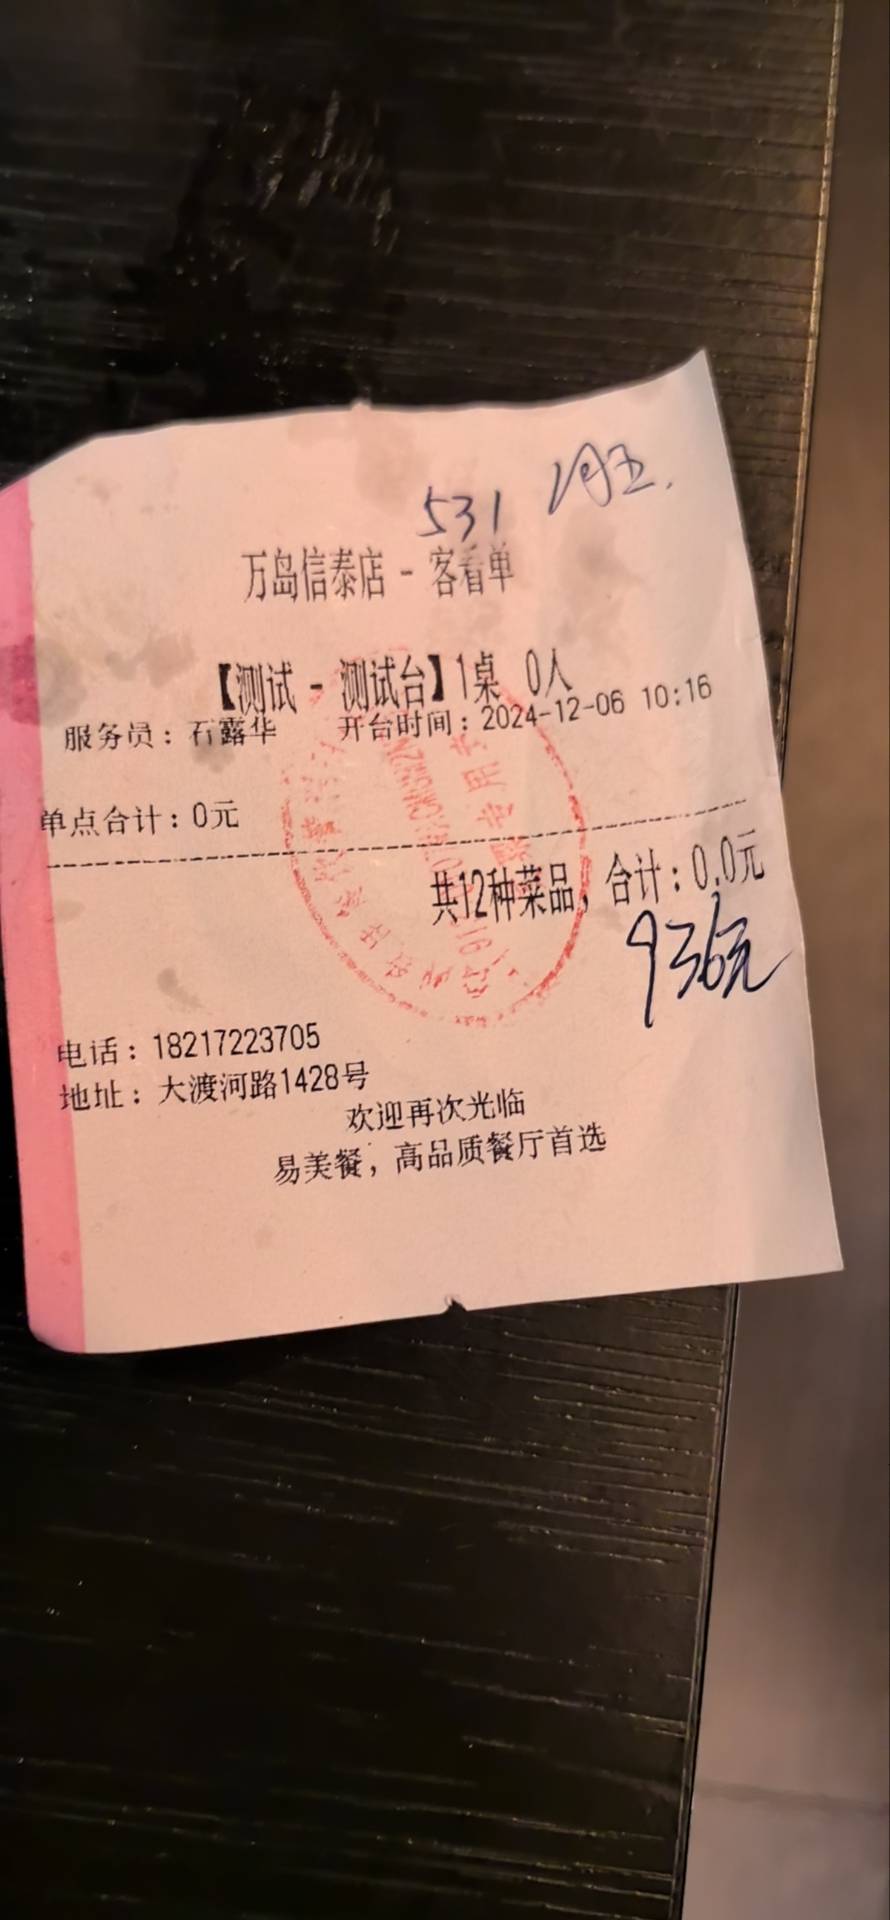 531
万岛信泰店 - 客看单
【测试 - 测试台】1桌 0人
服务员：石露华 开台时间：2024-12-06 10:16
单点合计：0元
共12种菜品，合计：0.0元
936元
电话：18217223705
地址：大渡河路1428号
欢迎再次光临
易美餐，高品质餐厅首选